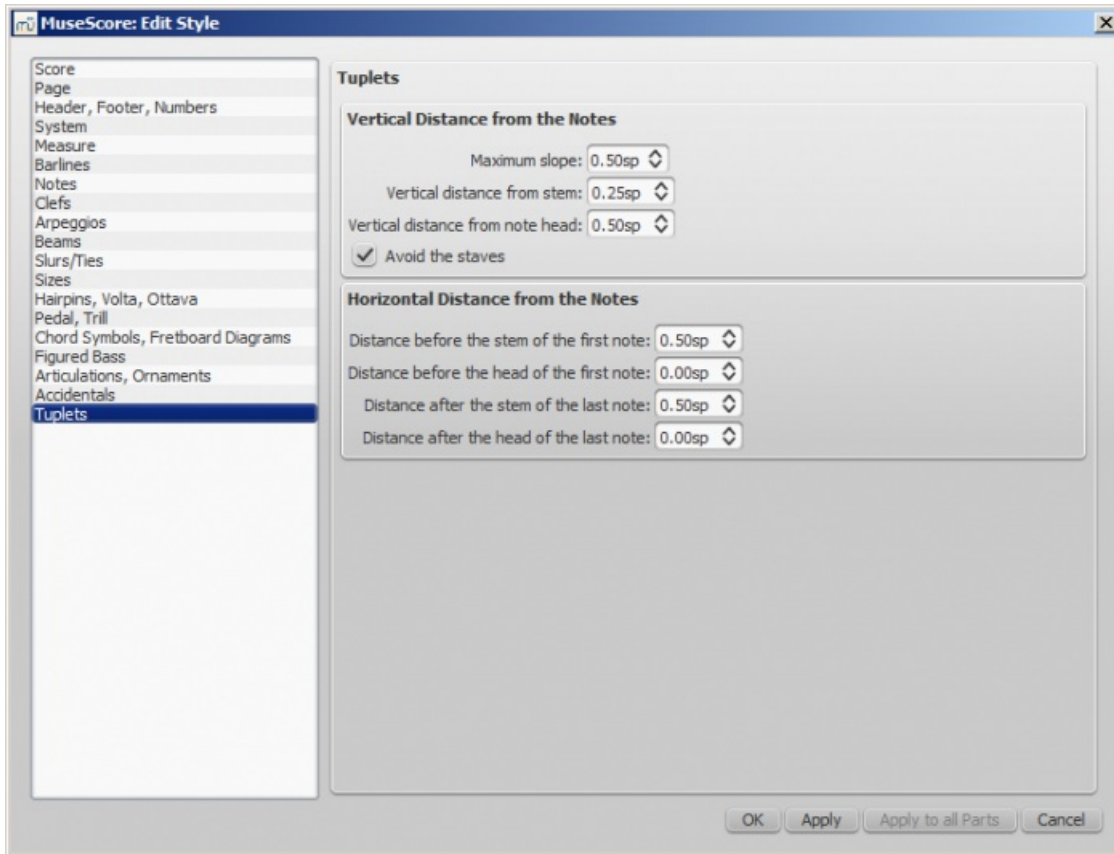 MuseScore: Edit Style
Score
Page
Header, Footer, Numbers
System
Measure
Barlines
Notes
Clefs
Arpeggios
Beams
Slurs/Ties
Sizes
Hairpins, Volta, Ottava
Pedal, Trill
Chord Symbols, Fretboard Diagrams
Figured Bass
Articulations, Ornaments
Accidentals
Tuplets
Tuplets
Vertical Distance from the Notes
Maximum slope: 0.50sp
Vertical distance from stem: 0.25sp
Vertical distance from note head: 0.50sp
Avoid the staves
Horizontal Distance from the Notes
Distance before the stem of the first note: 0.50sp
Distance before the head of the first note: 0.00sp
Distance after the stem of the last note: 0.50sp
Distance after the head of the last note: 0.00sp
OK Apply Apply to all Parts Cancel